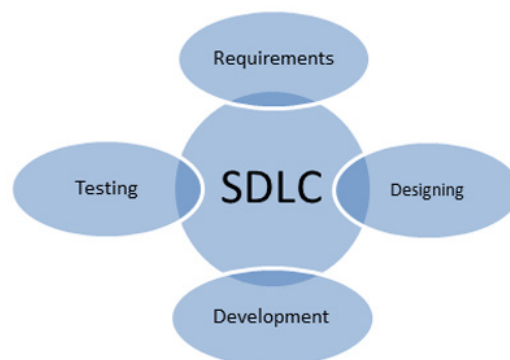 Requirements
Testing
SDLC
Designing
Development